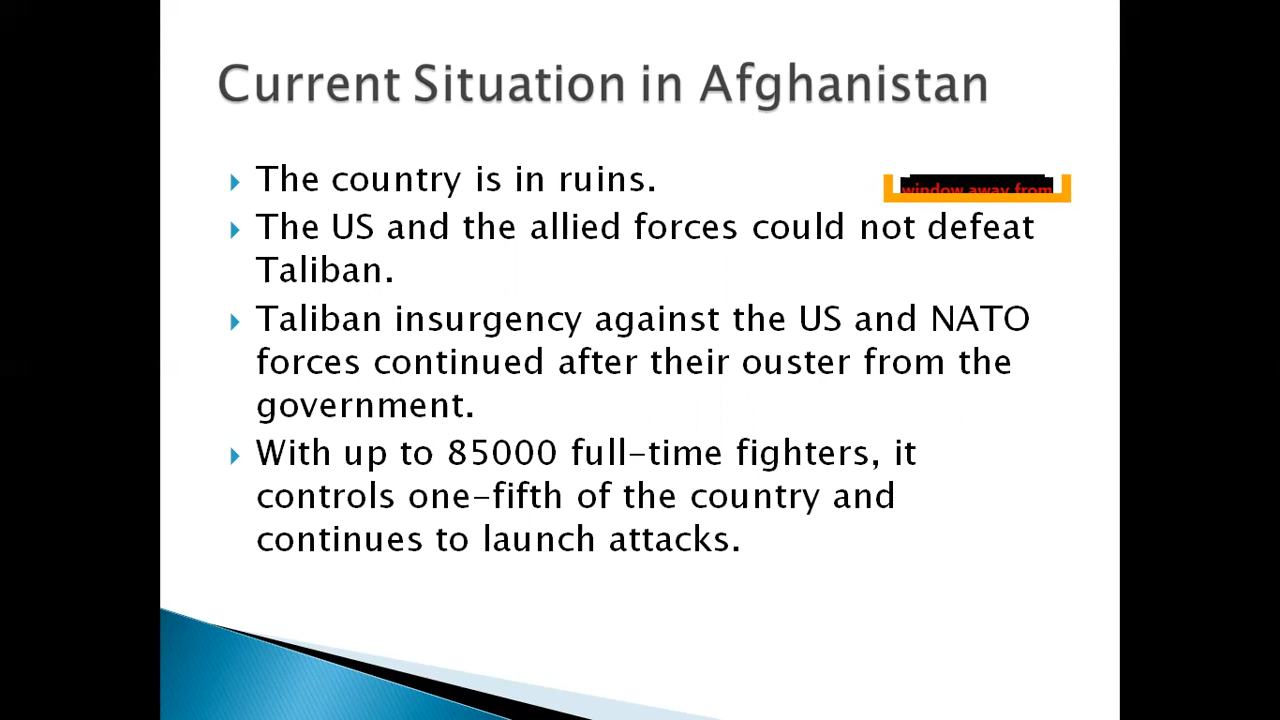 Current Situation in Afghanistan
The country is in ruins.
window away from
The US and the allied forces could not defeat
Taliban.
Taliban insurgency against the US and NATO
forces continued after their ouster from the
government.
With up to 85000 full-time fighters, it
controls one-fifth of the country and
continues to launch attacks.